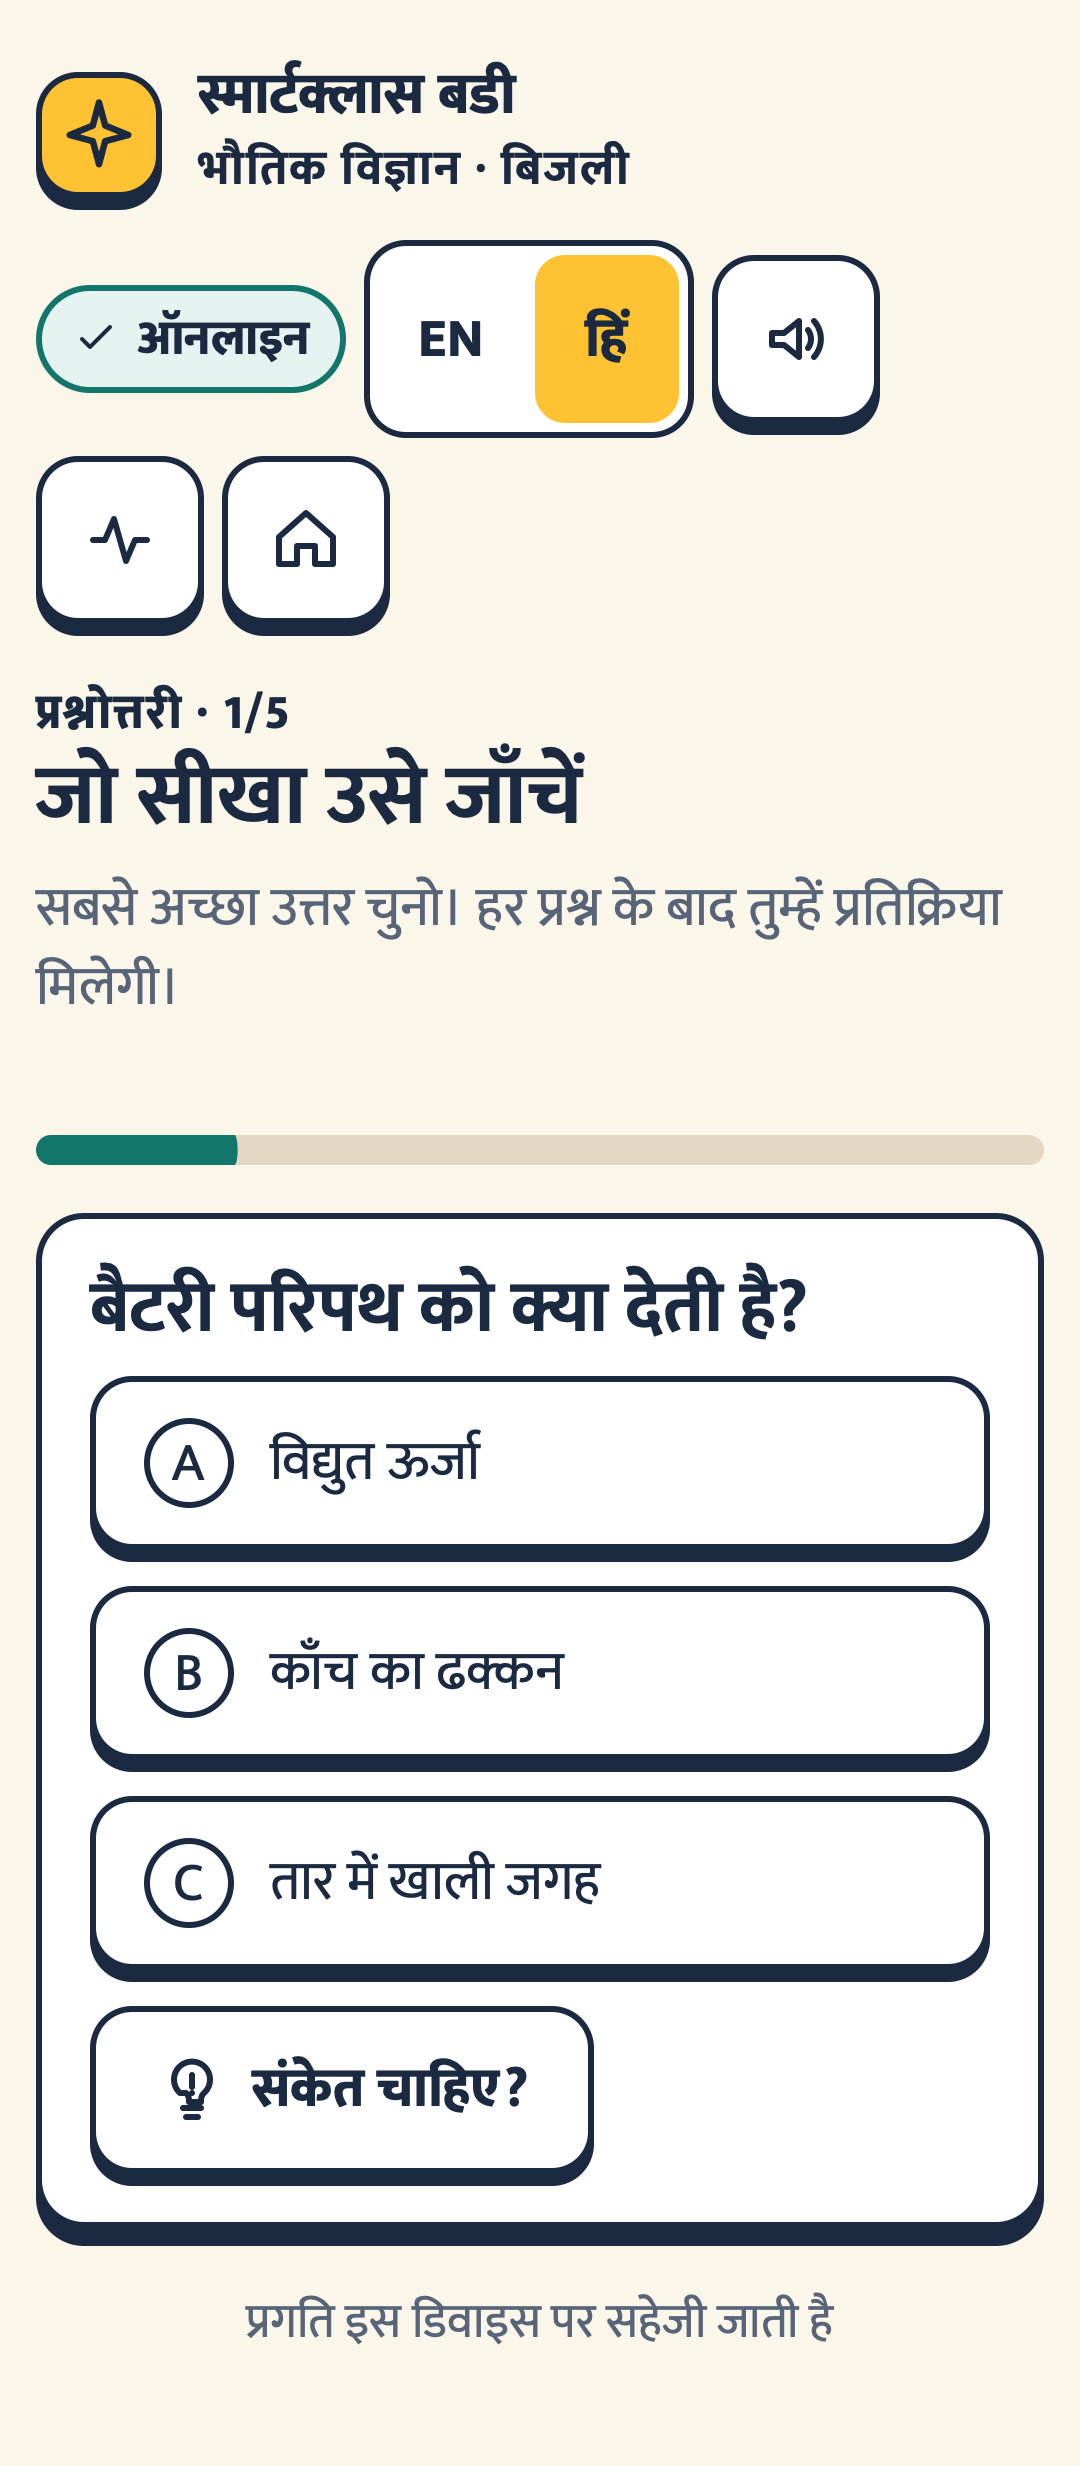 स्मार्टक्लास बडी
भौतिक विज्ञान · बिजली
ऑनलाइन
EN
हिं
प्रश्नोत्तरी · 1/5
जो सीखा उसे जाँचें
सबसे अच्छा उत्तर चुनो। हर प्रश्न के बाद तुम्हें प्रतिक्रिया
मिलेगी।
बैटरी परिपथ को क्या देती है?
A विद्युत ऊर्जा
B काँच का ढक्कन
C तार में खाली जगह
संकेत चाहिए?
प्रगति इस डिवाइस पर सहेजी जाती है